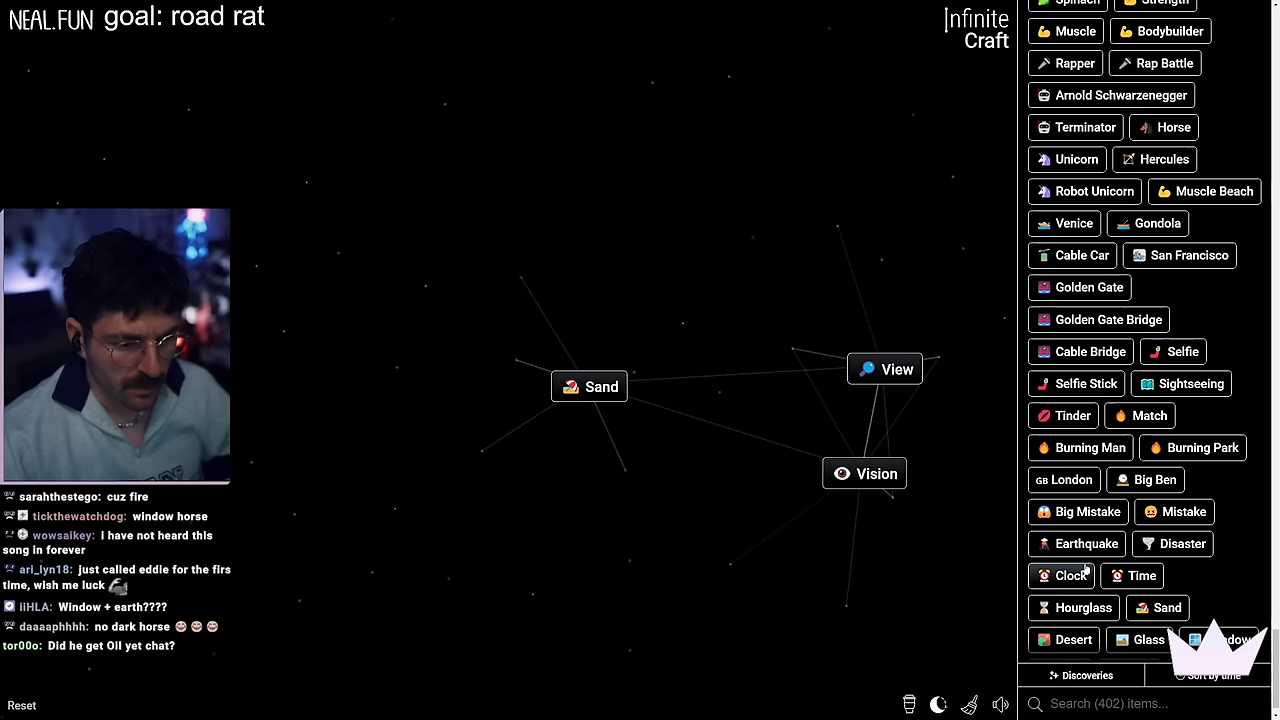 NEAL.FUN goal: road rat
Infinite
Craft
Sand
View
Vision
Spinach Strength
Muscle Bodybuilder
Rapper Rap Battle
Arnold Schwarzenegger
Terminator Horse
Unicorn Hercules
Robot Unicorn Muscle Beach
Venice Gondola
Cable Car San Francisco
Golden Gate
Golden Gate Bridge
Cable Bridge Selfie
Selfie Stick Sightseeing
Tinder Match
Burning Man Burning Park
GB London Big Ben
Big Mistake Mistake
Earthquake Disaster
Clock Time
Hourglass Sand
Desert Glass
Discoveries Sort by time
Search (402) items...
sarahthestego: cuz fire
tickthewatchdog: window horse
wowsaikey: I have not heard this
song in forever
ari_lyn18: just called eddie for the firs
time, wish me luck
iiHLA: Window + earth????
daaaaphhhh: no dark horse
tor00o: Did he get Oil yet chat?
Reset